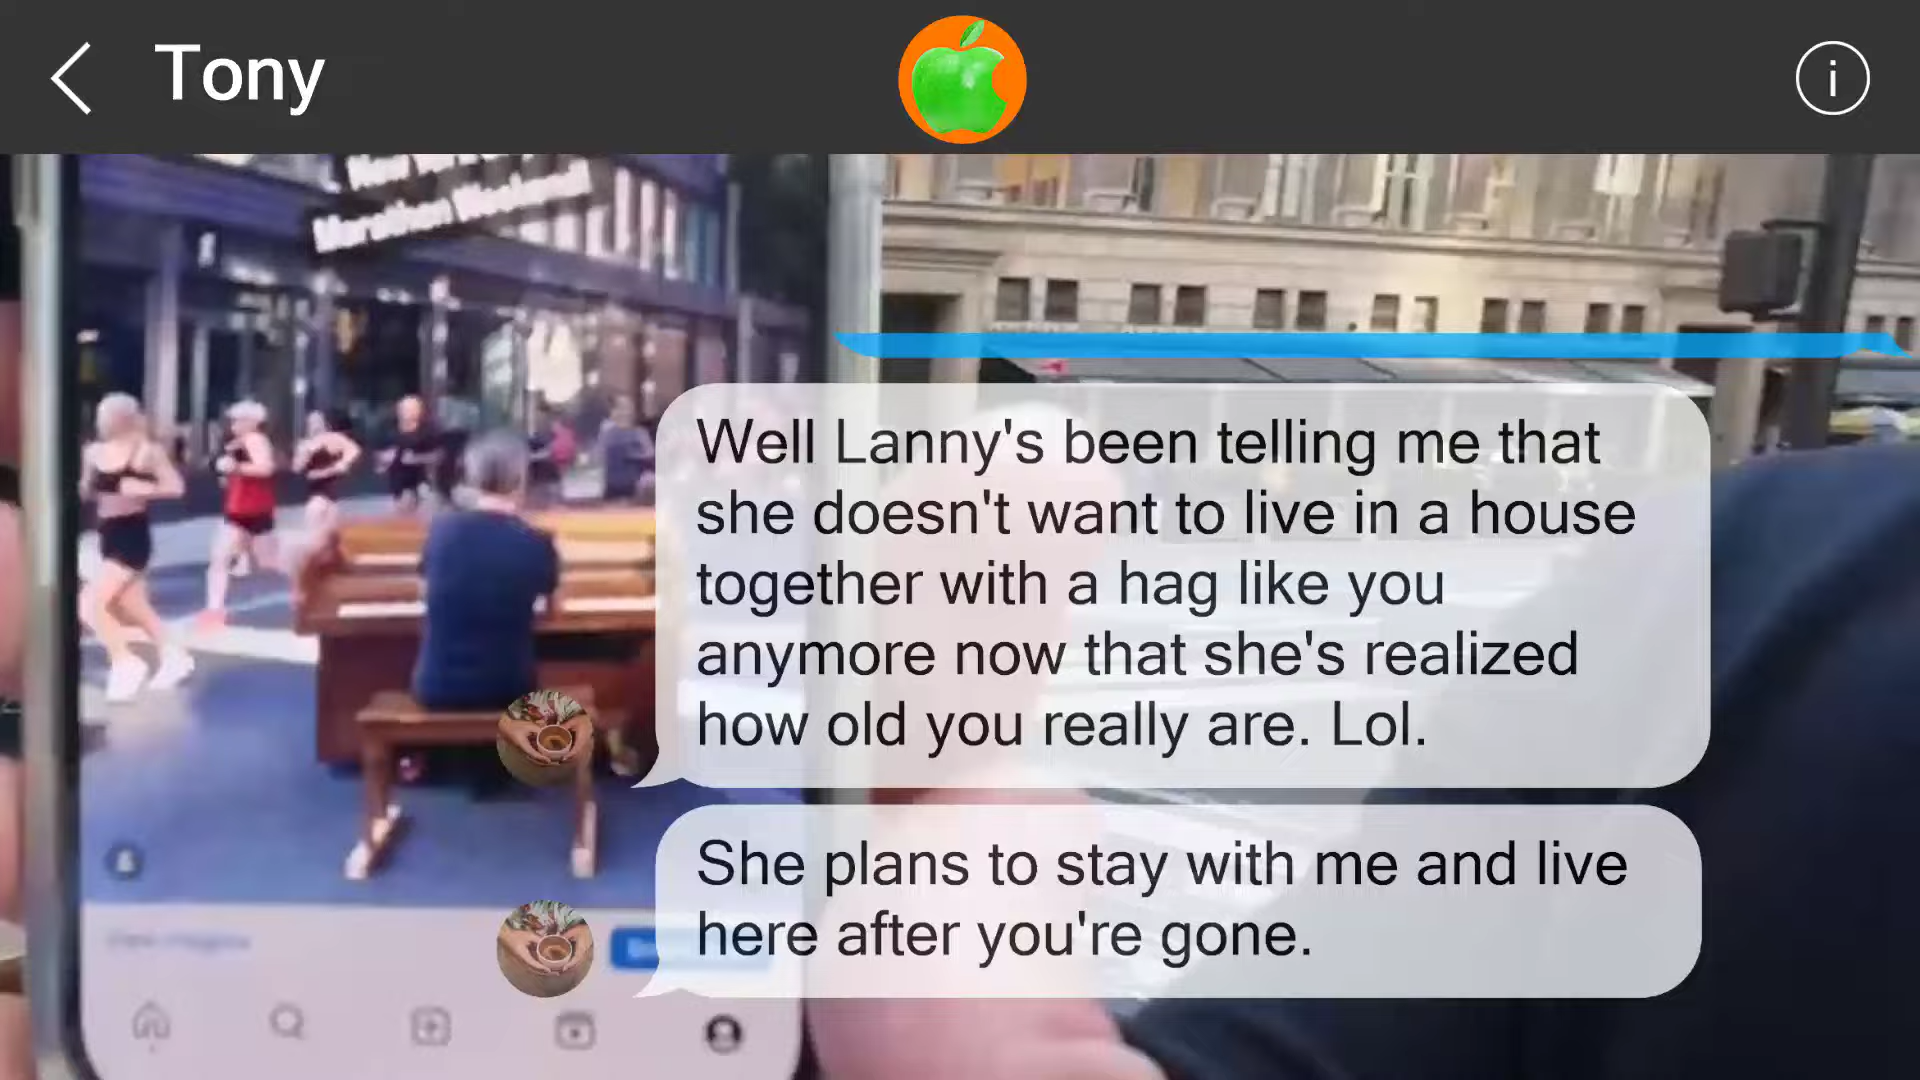 Tony
i
Marathon Weekend
Well Lanny's been telling me that
she doesn't want to live in a house
together with a hag like you
anymore now that she's realized
how old you really are. Lol.
She plans to stay with me and live
here after you're gone.